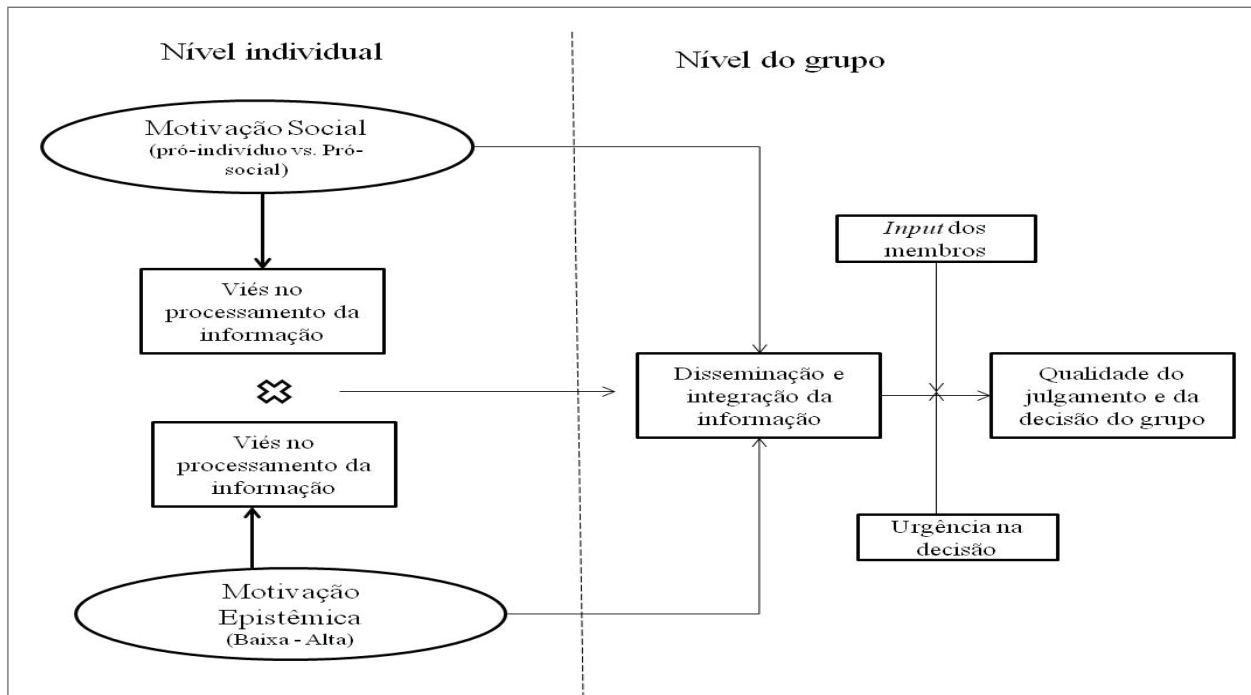 Nível individual
Nível do grupo
Motivação Social
(pró-indivíduo vs. Pró-
social)
Viés no
processamento da
informação
Viés no
processamento da
informação
Motivação
Epistêmica
(Baixa - Alta)
Disseminação e
integração da
informação
Input dos
membros
Urgência na
decisão
Qualidade do
julgamento e da
decisão do grupo